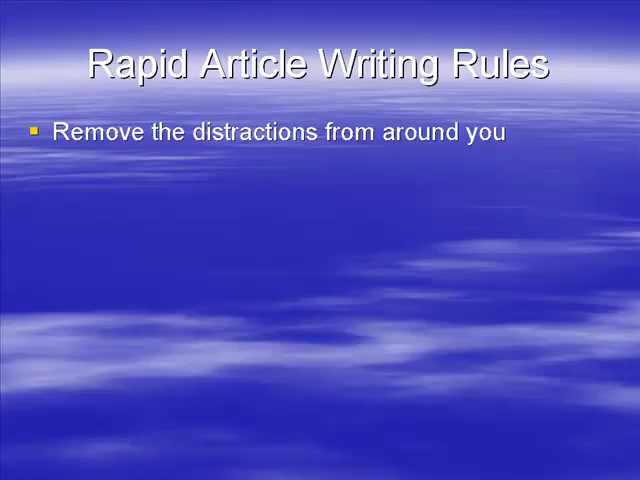 Rapid Article Writing Rules
Remove the distractions from around you